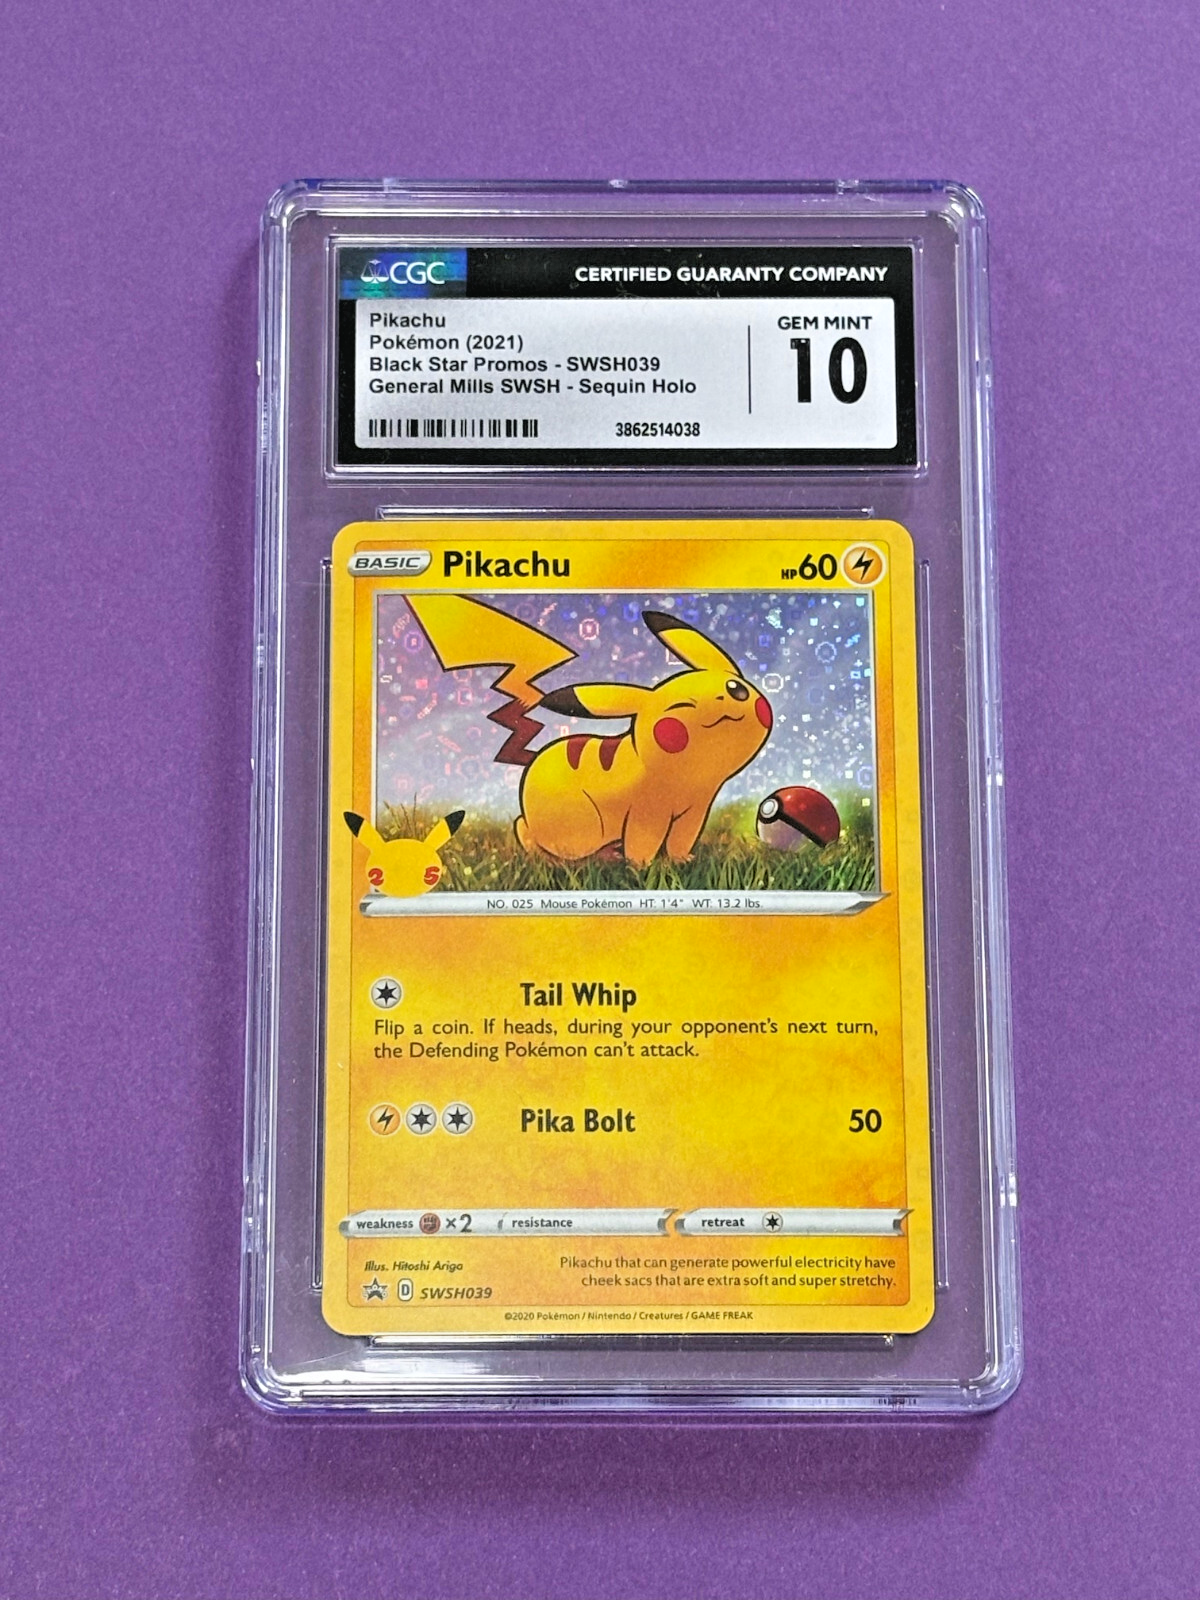 CGC
CERTIFIED GUARANTY COMPANY
Pikachu
Pokémon (2021)
Black Star Promos - SWSH039
General Mills SWSH - Sequin Holo
3862514038
GEM MINT
10
BASIC Pikachu HP60
25
NO. 025 Mouse Pokémon HT: 1'4" WT: 13.2 lbs.
Tail Whip
Flip a coin. If heads, during your opponent's next turn,
the Defending Pokémon can't attack.
Pika Bolt 50
weakness ×2 resistance retreat
Illus. Hitoshi Ariga
Pikachu that can generate powerful electricity have
cheek sacs that are extra soft and super stretchy.
D SWSH039
©2020 Pokémon / Nintendo / Creatures / GAME FREAK